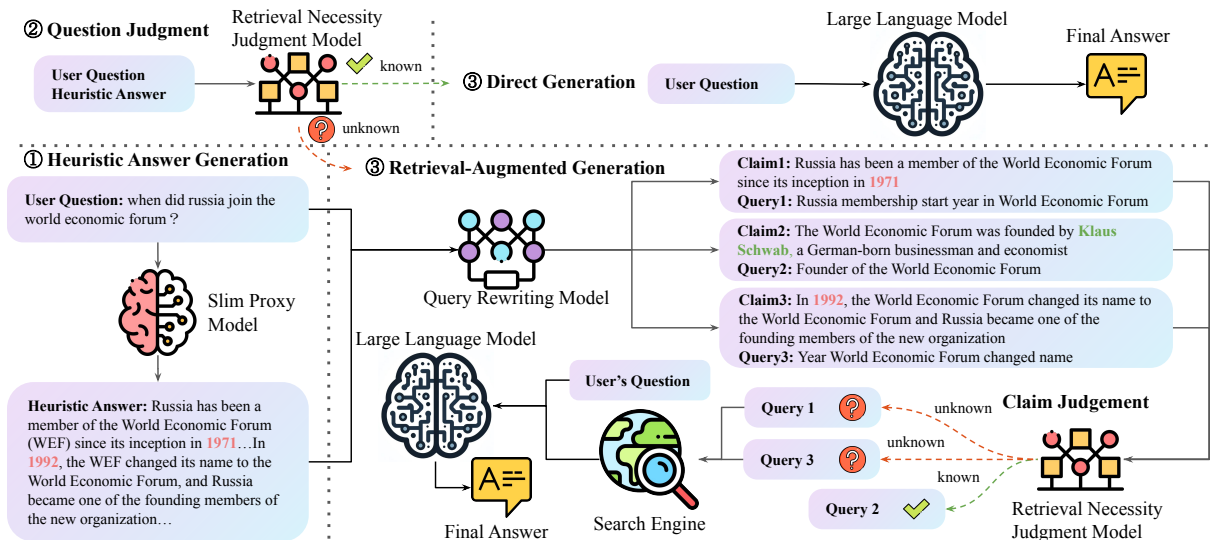 ② Question Judgment
Retrieval Necessity
Judgment Model
User Question
Heuristic Answer
known
unknown
③ Direct Generation
User Question
Large Language Model
Final Answer
A
① Heuristic Answer Generation
User Question: when did russia join the
world economic forum ?
Slim Proxy
Model
Heuristic Answer: Russia has been a
member of the World Economic Forum
(WEF) since its inception in 1971…In
1992, the WEF changed its name to the
World Economic Forum, and Russia
became one of the founding members of
the new organization…
③ Retrieval-Augmented Generation
Query Rewriting Model
Claim1: Russia has been a member of the World Economic Forum
since its inception in 1971
Query1: Russia membership start year in World Economic Forum
Claim2: The World Economic Forum was founded by Klaus
Schwab, a German-born businessman and economist
Query2: Founder of the World Economic Forum
Claim3: In 1992, the World Economic Forum changed its name to
the World Economic Forum and Russia became one of the
founding members of the new organization
Query3: Year World Economic Forum changed name
Claim Judgement
Retrieval Necessity
Judgment Model
unknown
unknown
known
Query 1
?
Query 3
?
Query 2
User's Question
Search Engine
Large Language Model
A
Final Answer
?